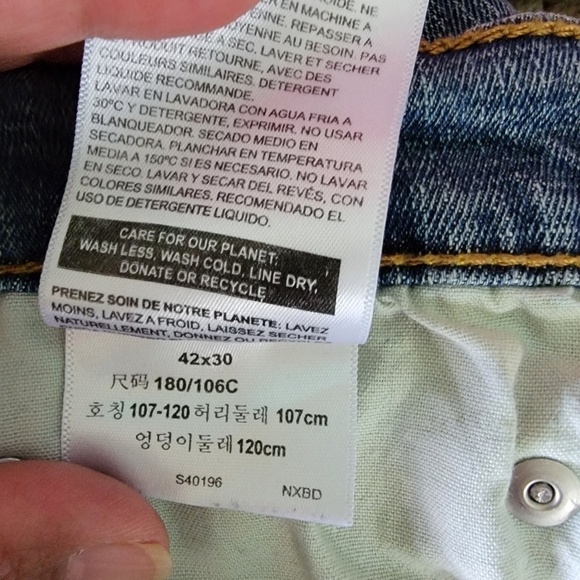 NE
EN MACHINE A
ENNE. REPASSER A
YENNE AU BESOIN. PAS
A SEC. LAVER ET SECHER
RETOURNE, AVEC DES
COULEURS SIMILAIRES. DETERGENT
LIQUIDE RECOMMANDE.
LAVAR EN LAVADORA CON AGUA FRIA A
30ºC Y DETERGENTE, EXPRIMIR. NO USAR
BLANQUEADOR. SECADO MEDIO EN
SECADORA. PLANCHAR EN TEMPERATURA
MEDIA A 150ºC SI ES NECESARIO. NO LAVAR
EN SECO. LAVAR Y SECAR DEL REVÉS, CON
COLORES SIMILARES. RECOMENDADO EL
USO DE DETERGENTE LIQUIDO.
CARE FOR OUR PLANET:
WASH LESS, WASH COLD, LINE DRY,
DONATE OR RECYCLE
PRENEZ SOIN DE NOTRE PLANETE: LAVEZ
MOINS, LAVEZ A FROID, LAISSEZ SECHER
NATURELLEMENT, DONNEZ OU
42x30
尺码 180/106C
호칭 107-120 허리둘레 107cm
엉덩이둘레 120cm
S40196 NXBD